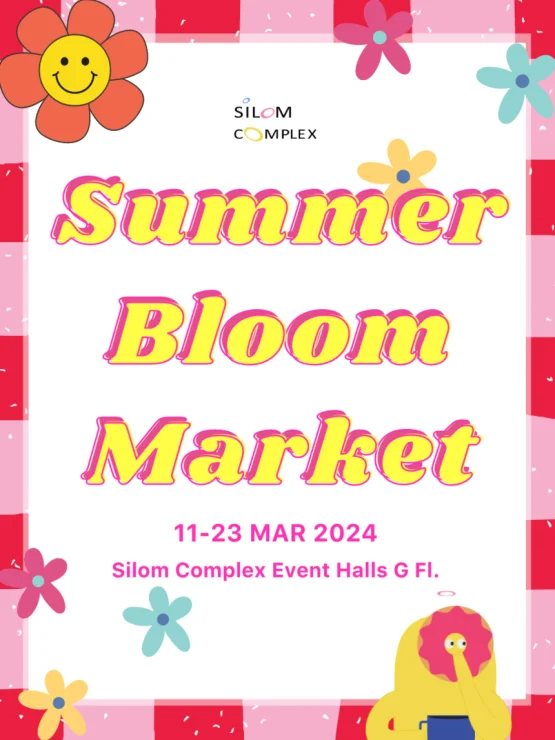 SILOM
COMPLEX
Summer
Bloom
Market
11-23 MAR 2024
Silom Complex Event Halls G Fl.